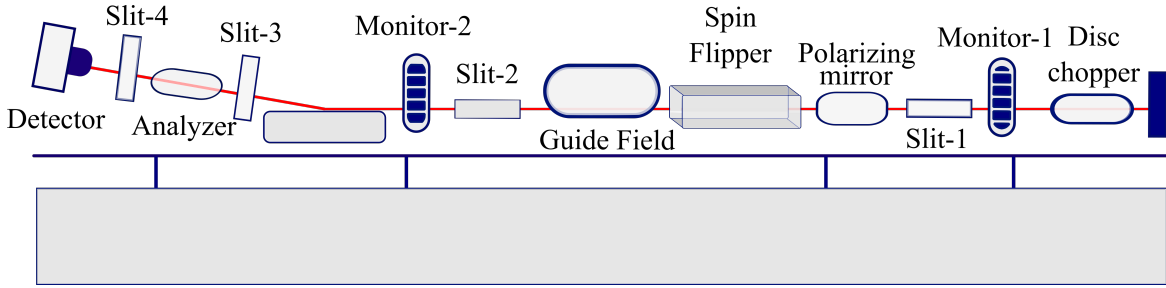 Slit-4
Slit-3
Monitor-2
Slit-2
Spin
Flipper
Polarizing
mirror
Monitor-1
Disc
chopper
Detector
Analyzer
Guide Field
Slit-1